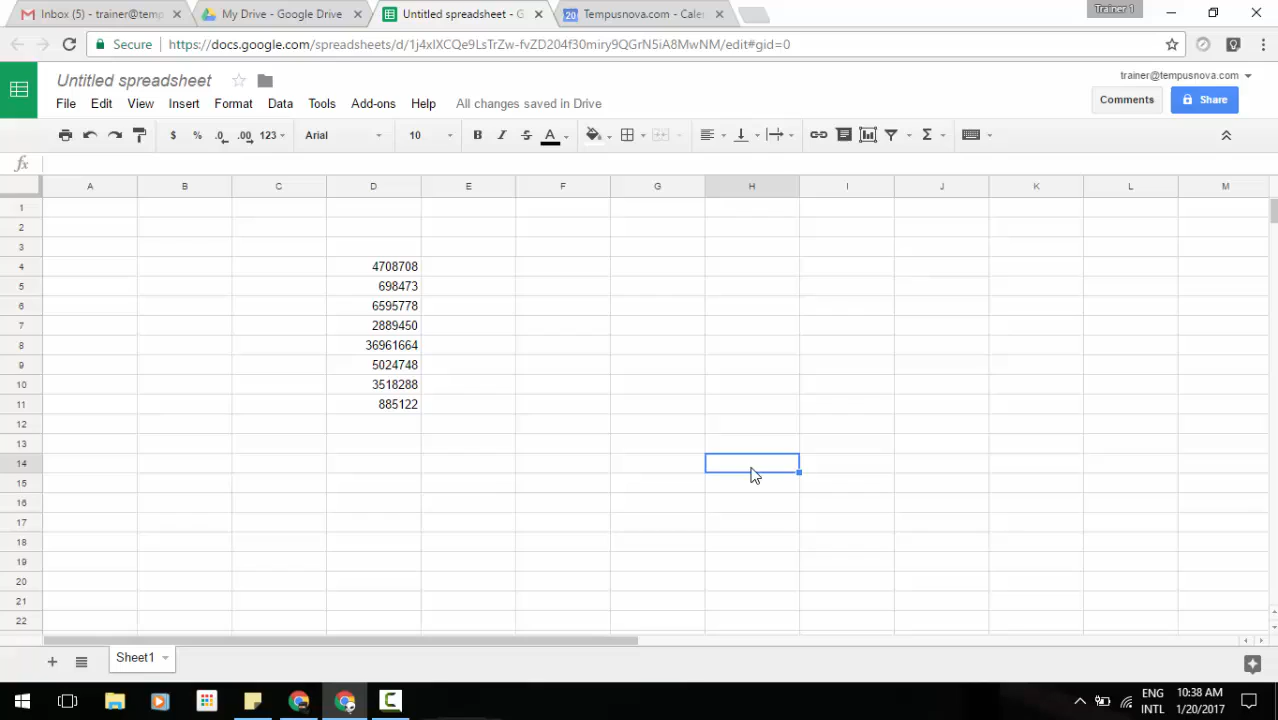 Inbox (5) - trainer@temp
My Drive - Google Drive
Untitled spreadsheet - G
Tempusnova.com - Cale
Trainer 1
Secure
https://docs.google.com/spreadsheets/d/1j4xIXCQe9LsTrZw-fvZD204f30miry9QGrN5iA8MwNM/edit#gid=0
Untitled spreadsheet
trainer@tempusnova.com
File Edit View Insert Format Data Tools Add-ons Help All changes saved in Drive
Comments
Share
$ % .0 .00 123 Arial 10 B I S A Σ
fx
A B C D E F G H I J K L M
1
2
3
4 4708708
5 698473
6 6595778
7 2889450
8 36961664
9 5024748
10 3518288
11 885122
12
13
14
15
16
17
18
19
20
21
22
+ Sheet1
ENG 10:38 AM
INTL 1/20/2017